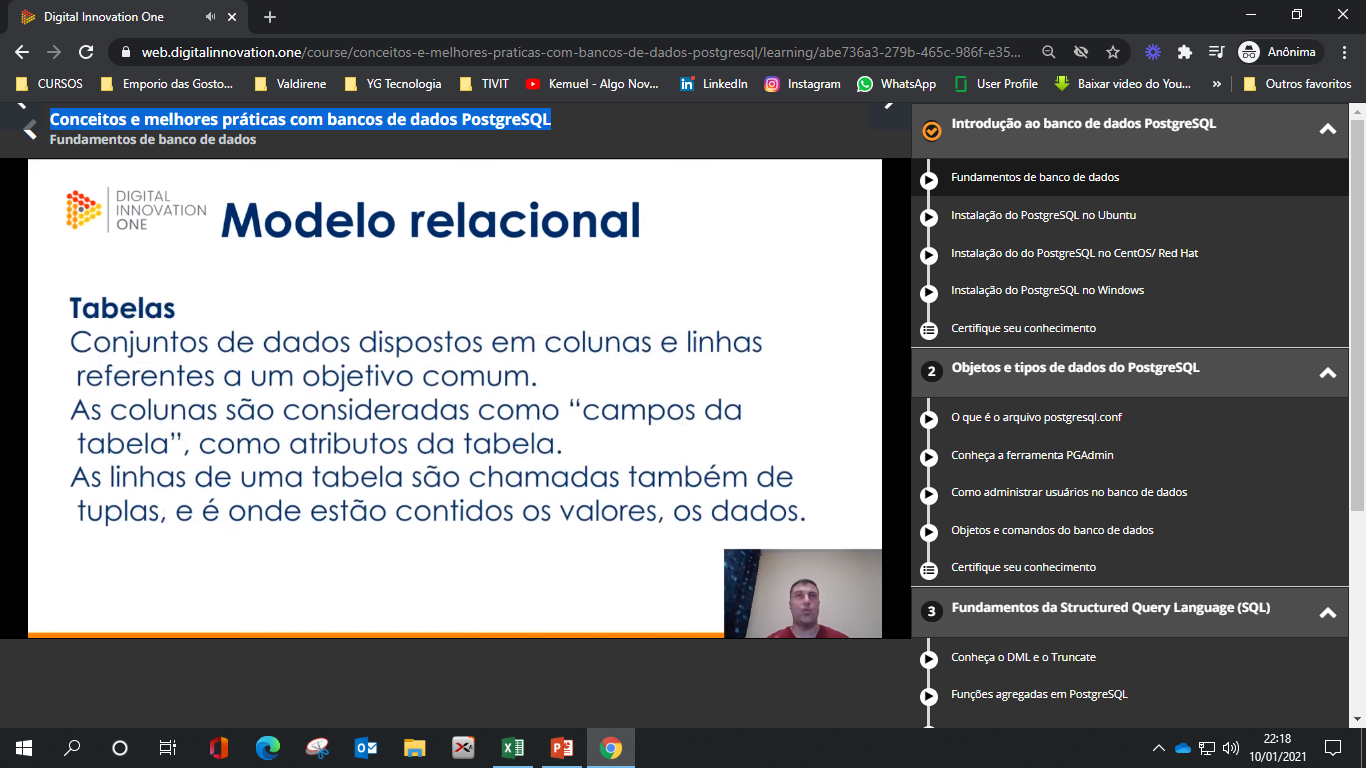 Digital Innovation One
web.digitalinnovation.one/course/conceitos-e-melhores-praticas-com-bancos-de-dados-postgresql/learning/abe736a3-279b-465c-986f-e35...
Anônima
CURSOS
Emporio das Gosto...
Valdirene
YG Tecnologia
TIVIT
Kemuel - Algo Nov...
LinkedIn
Instagram
WhatsApp
User Profile
Baixar video do You...
»
Outros favoritos
Conceitos e melhores práticas com bancos de dados PostgreSQL
Fundamentos de banco de dados
DIGITAL
INNOVATION
ONE
Modelo relacional
Tabelas
Conjuntos de dados dispostos em colunas e linhas
referentes a um objetivo comum.
As colunas são consideradas como “campos da
tabela”, como atributos da tabela.
As linhas de uma tabela são chamadas também de
tuplas, e é onde estão contidos os valores, os dados.
Introdução ao banco de dados PostgreSQL
Fundamentos de banco de dados
Instalação do PostgreSQL no Ubuntu
Instalação do do PostgreSQL no CentOS/ Red Hat
Instalação do PostgreSQL no Windows
Certifique seu conhecimento
2 Objetos e tipos de dados do PostgreSQL
O que é o arquivo postgresql.conf
Conheça a ferramenta PGAdmin
Como administrar usuários no banco de dados
Objetos e comandos do banco de dados
Certifique seu conhecimento
3 Fundamentos da Structured Query Language (SQL)
Conheça o DML e o Truncate
Funções agregadas em PostgreSQL
22:18
10/01/2021